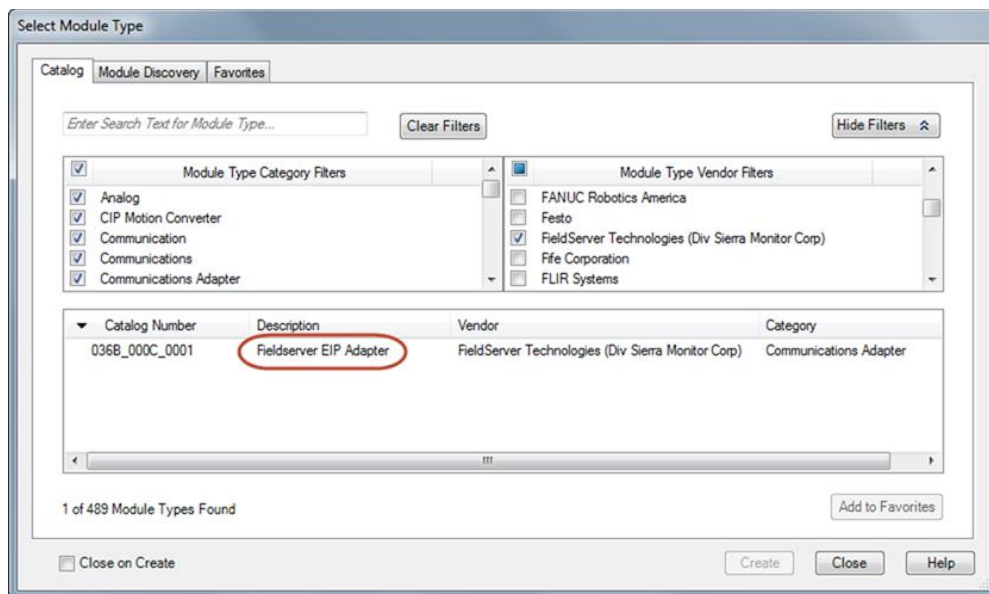 Select Module Type
Catalog Module Discovery Favorites
Enter Search Text for Module Type... Clear Filters Hide Filters
Module Type Category Filters Module Type Vendor Filters
Analog FANUC Robotics America
CIP Motion Converter Festo
Communication FieldServer Technologies (Div Sierra Monitor Corp)
Communications Fife Corporation
Communications Adapter FLIR Systems
Catalog Number Description Vendor Category
036B_000C_0001 Fieldserver EIP Adapter FieldServer Technologies (Div Sierra Monitor Corp) Communications Adapter
1 of 489 Module Types Found Add to Favorites
Close on Create Create Close Help